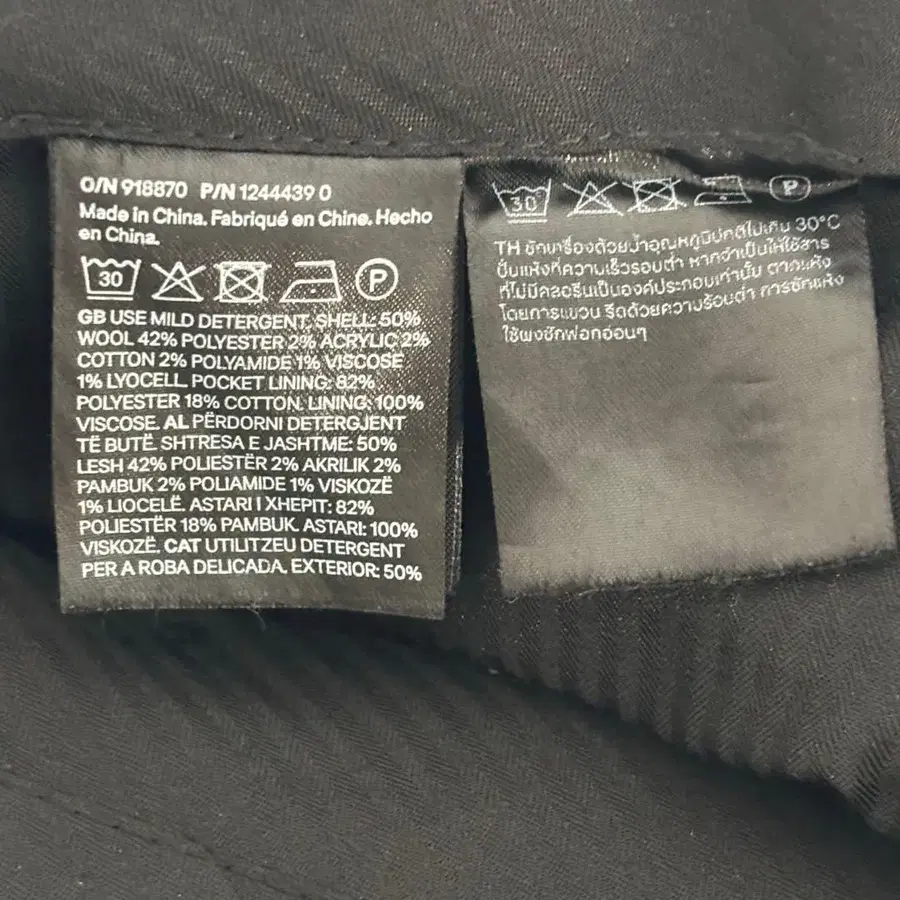 O/N 918870 P/N 1244439 0
Made in China. Fabriqué en Chine. Hecho
en China.
30 P
GB USE MILD DETERGENT. SHELL: 50%
WOOL 42% POLYESTER 2% ACRYLIC 2%
COTTON 2% POLYAMIDE 1% VISCOSE
1% LYOCELL. POCKET LINING: 82%
POLYESTER 18% COTTON. LINING: 100%
VISCOSE. AL PËRDORNI DETERGJENT
TË BUTË. SHTRESA E JASHTME: 50%
LESH 42% POLIESTËR 2% AKRILIK 2%
PAMBUK 2% POLIAMIDE 1% VISKOZË
1% LIOCELË. ASTARI I XHEPIT: 82%
POLIESTËR 18% PAMBUK. ASTARI: 100%
VISKOZË. CAT UTILITZEU DETERGENT
PER A ROBA DELICADA. EXTERIOR: 50%
30 P
TH ซักเครื่องด้วยน้ำอุณหภูมิปกติไม่เกิน 30°C
ปั่นแห้งที่ความเร็วรอบต่ำ หากจำเป็นให้ใช้สาร
ที่ไม่มีคลอรีนเป็นองค์ประกอบเท่านั้น ตากแห้ง
โดยการแขวน รีดด้วยความร้อนต่ำ การซักแห้ง
ใช้ผงซักฟอกอ่อนๆ